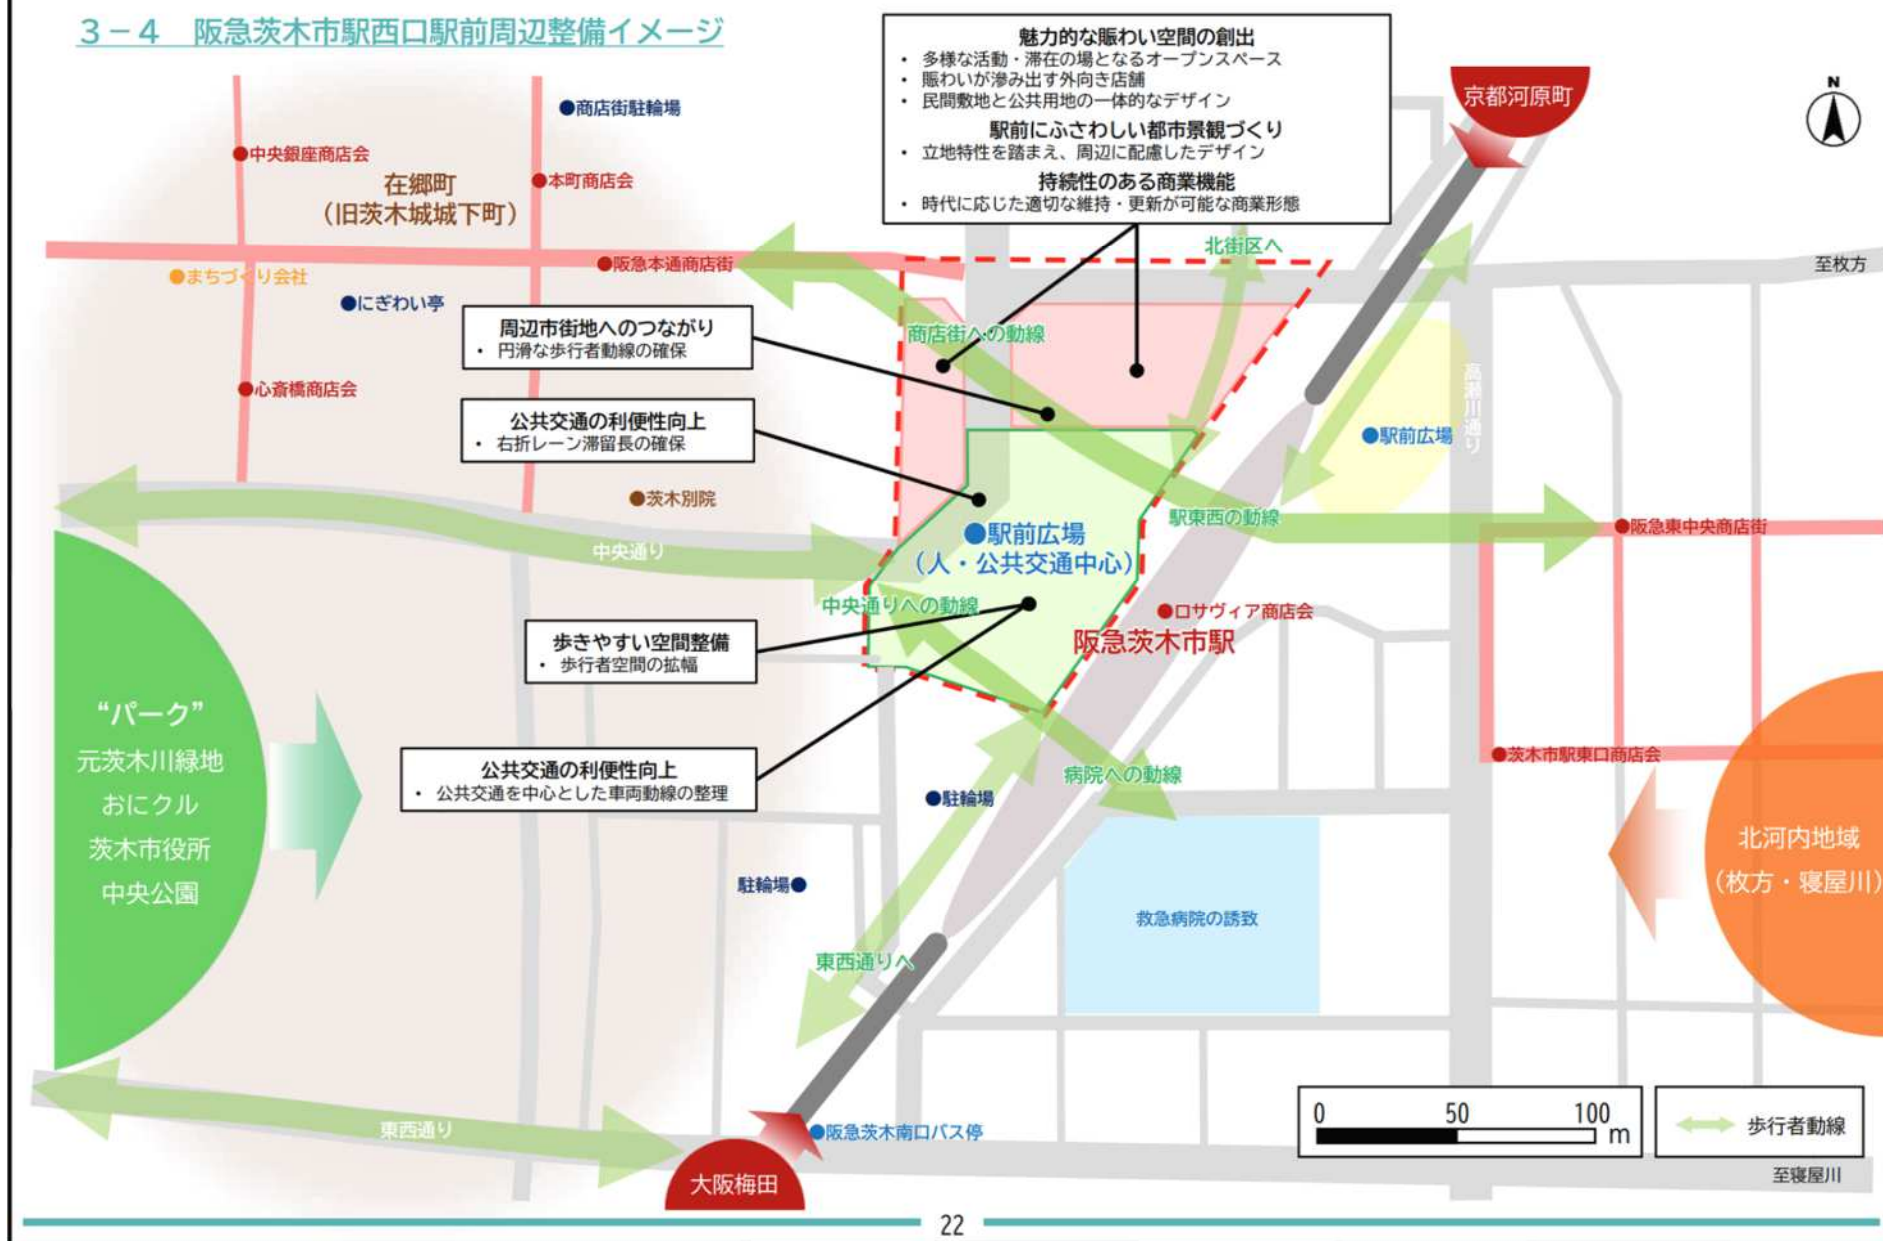 ３－４　阪急茨木市駅西口駅前周辺整備イメージ
魅力的な賑わい空間の創出
・ 多様な活動・滞在の場となるオープンスペース
・ 賑わいが滲み出す外向き店舗
・ 民間敷地と公共用地の一体的なデザイン
駅前にふさわしい都市景観づくり
・ 立地特性を踏まえ、周辺に配慮したデザイン
持続性のある商業機能
・ 時代に応じた適切な維持・更新が可能な商業形態
京都河原町
N
●商店街駐輪場
●中央銀座商店会
在郷町
（旧茨木城城下町）
●本町商店会
北街区へ
至枚方
●阪急本通商店街
●まちづくり会社
●にぎわい亭
周辺市街地へのつながり
・ 円滑な歩行者動線の確保
商店街への動線
●心斎橋商店会
高瀬川通り
公共交通の利便性向上
・ 右折レーン滞留長の確保
●駅前広場
●茨木別院
駅東西の動線
●阪急東中央商店街
●駅前広場
（人・公共交通中心）
中央通り
中央通りへの動線
●ロサヴィア商店会
阪急茨木市駅
歩きやすい空間整備
・ 歩行者空間の拡幅
“パーク”
元茨木川緑地
おにクル
茨木市役所
中央公園
公共交通の利便性向上
・ 公共交通を中心とした車両動線の整理
病院への動線
●茨木市駅東口商店会
●駐輪場
北河内地域
（枚方・寝屋川）
駐輪場●
救急病院の誘致
東西通りへ
0 50 100
m
歩行者動線
東西通り
●阪急茨木南口バス停
大阪梅田
至寝屋川
22